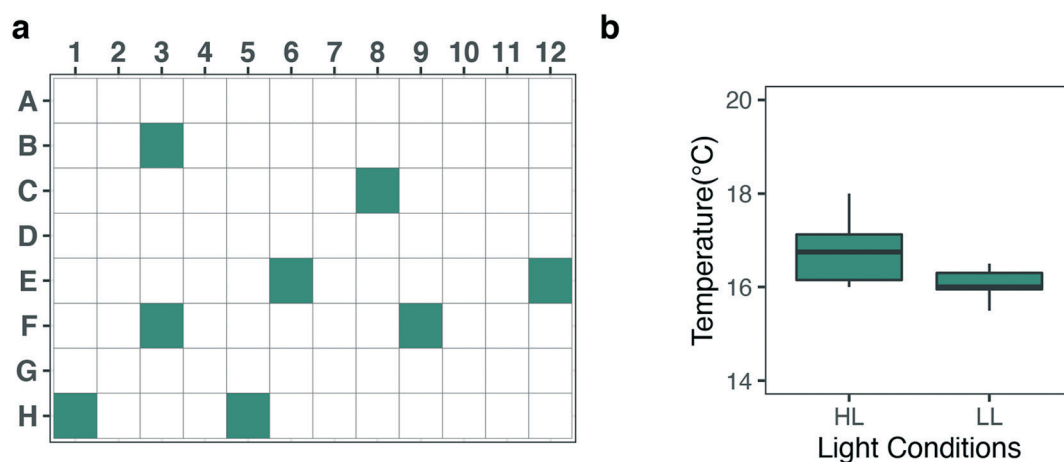 a
1 2 3 4 5 6 7 8 9 10 11 12
A
B
C
D
E
F
G
H
b
Temperature(°C)
20
18
16
14
HL LL
Light Conditions